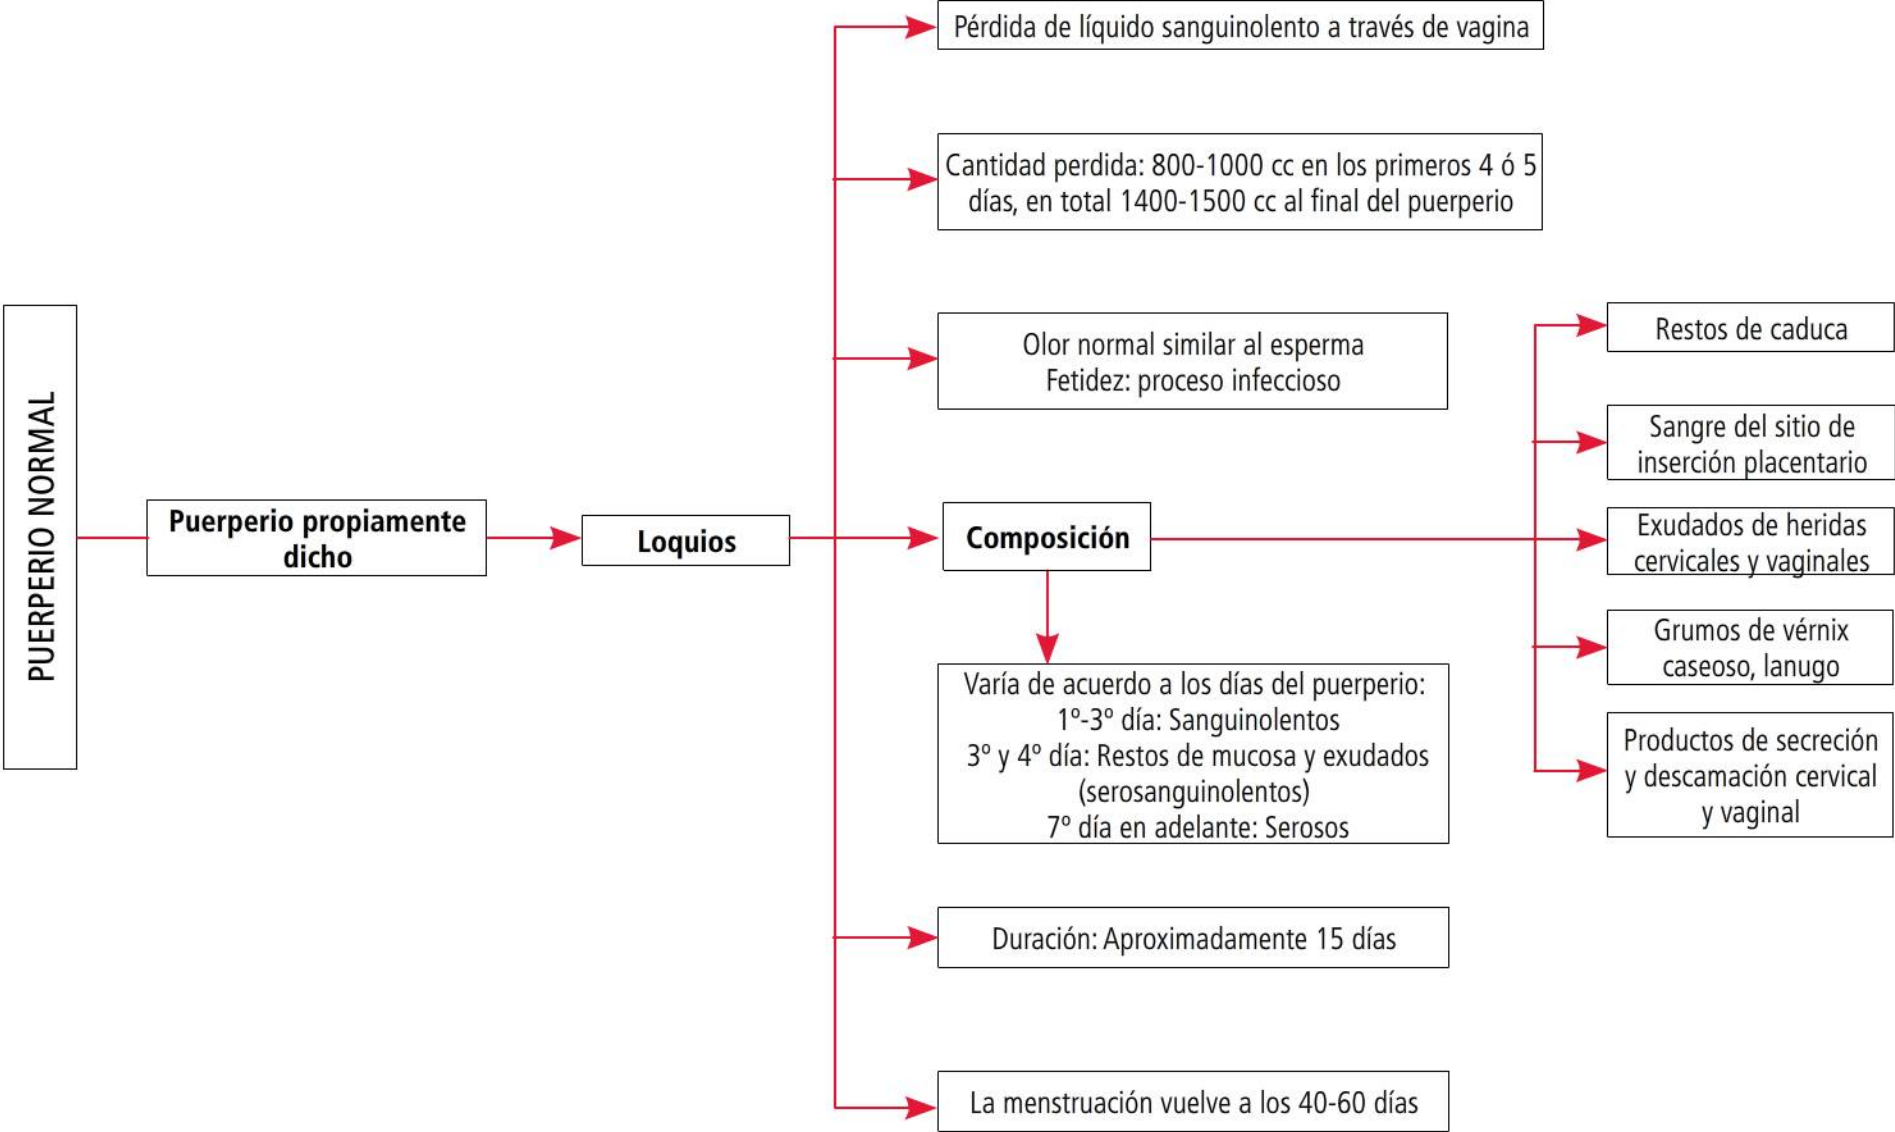 PUERPERIO NORMAL
Puerperio propiamente
dicho
Loquios
Pérdida de líquido sanguinolento a través de vagina
Cantidad perdida: 800-1000 cc en los primeros 4 ó 5
días, en total 1400-1500 cc al final del puerperio
Olor normal similar al esperma
Fetidez: proceso infeccioso
Composición
Restos de caduca
Sangre del sitio de
inserción placentario
Exudados de heridas
cervicales y vaginales
Grumos de vérnix
caseoso, lanugo
Productos de secreción
y descamación cervical
y vaginal
Varía de acuerdo a los días del puerperio:
1º-3º día: Sanguinolentos
3º y 4º día: Restos de mucosa y exudados
(serosanguinolentos)
7º día en adelante: Serosos
Duración: Aproximadamente 15 días
La menstruación vuelve a los 40-60 días